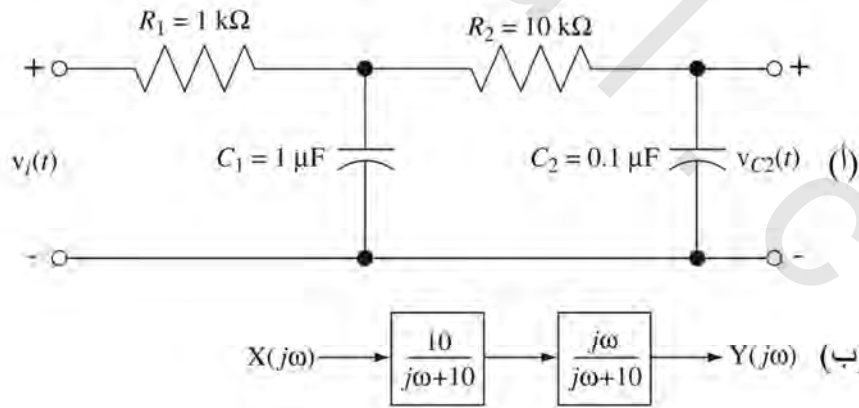 R₁ = 1 kΩ R₂ = 10 kΩ
+ +
vᵢ(t) C₁ = 1 μF C₂ = 0.1 μF v_C2(t) (أ)
- -
X(jω) 10/(jω+10) jω/(jω+10) Y(jω) (ب)